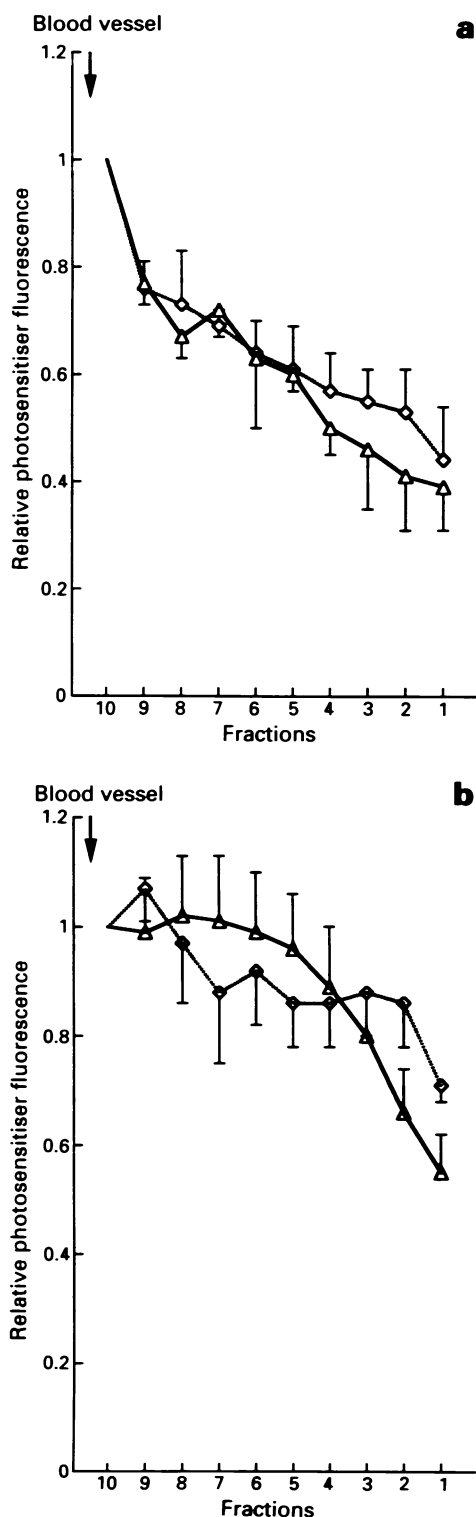 Blood vessel
a
1.2
1
0.8
0.6
0.4
0.2
0
Relative photosensitiser fluorescence
10 9 8 7 6 5 4 3 2 1
Fractions
Blood vessel
b
1.2
1
0.8
0.6
0.4
0.2
0
Relative photosensitiser fluorescence
10 9 8 7 6 5 4 3 2 1
Fractions